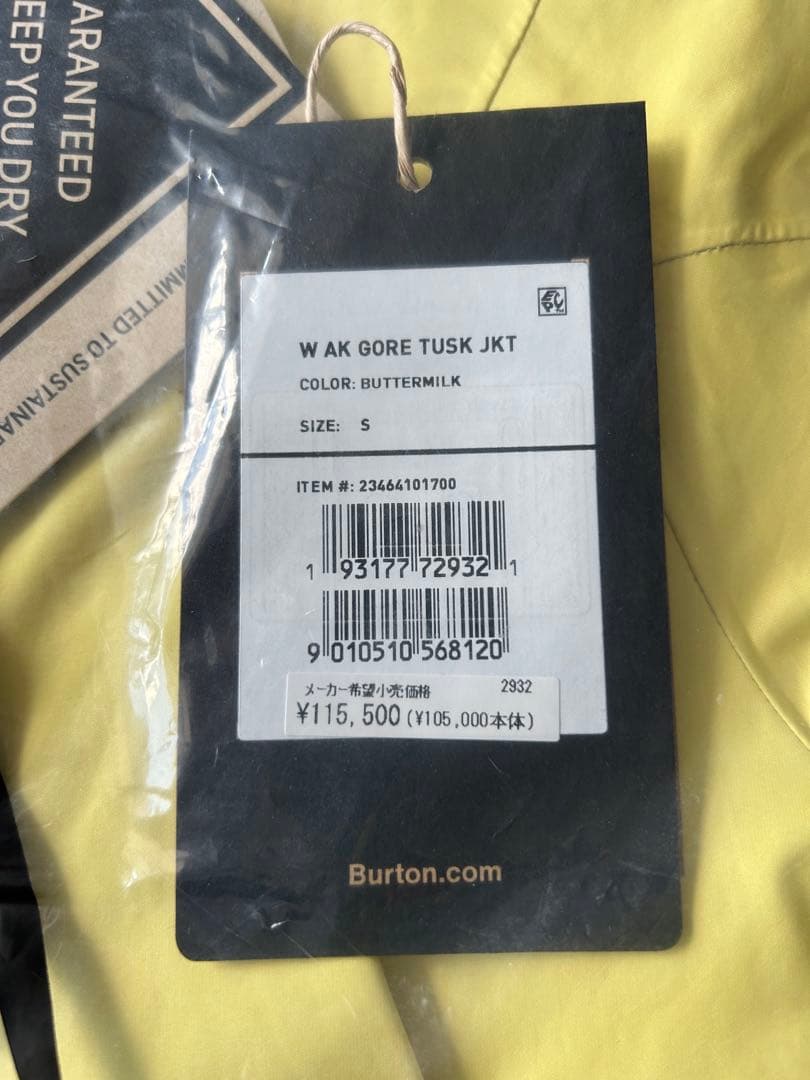 ARANTEED
EEP YOU DRY
MMITTED TO SUSTAINA
W AK GORE TUSK JKT
COLOR: BUTTERMILK
SIZE: S
ITEM #: 23464101700
1 93177 72932 1
9 010510 568120
メーカー希望小売価格 2932
¥115,500 (¥105,000本体)
Burton.com